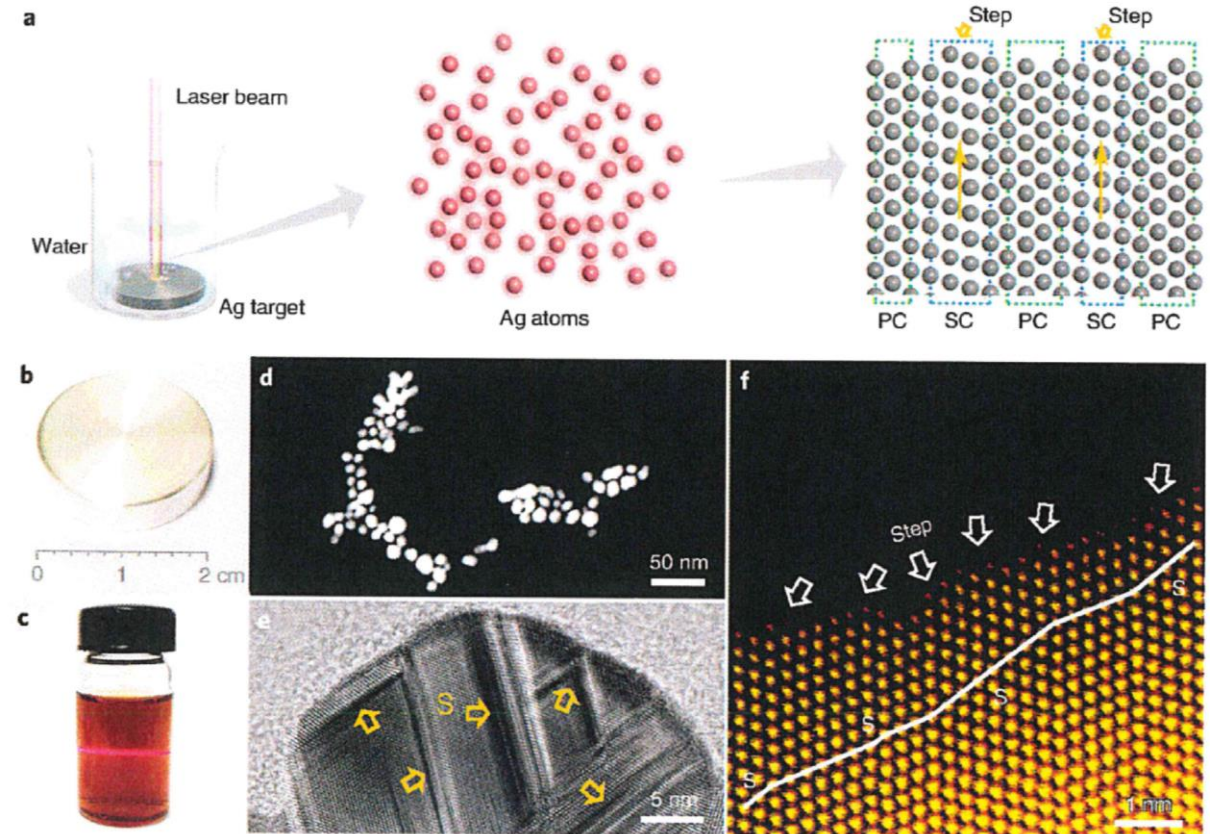 a
Step Step
Laser beam
Water
Ag target
Ag atoms
PC SC PC SC PC
b
0 1 2 cm
c
d
50 nm
e
S
5 nm
f
Step
S
S
S
S
1 nm